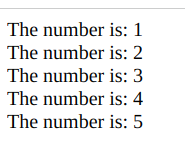 The number is: 1
The number is: 2
The number is: 3
The number is: 4
The number is: 5